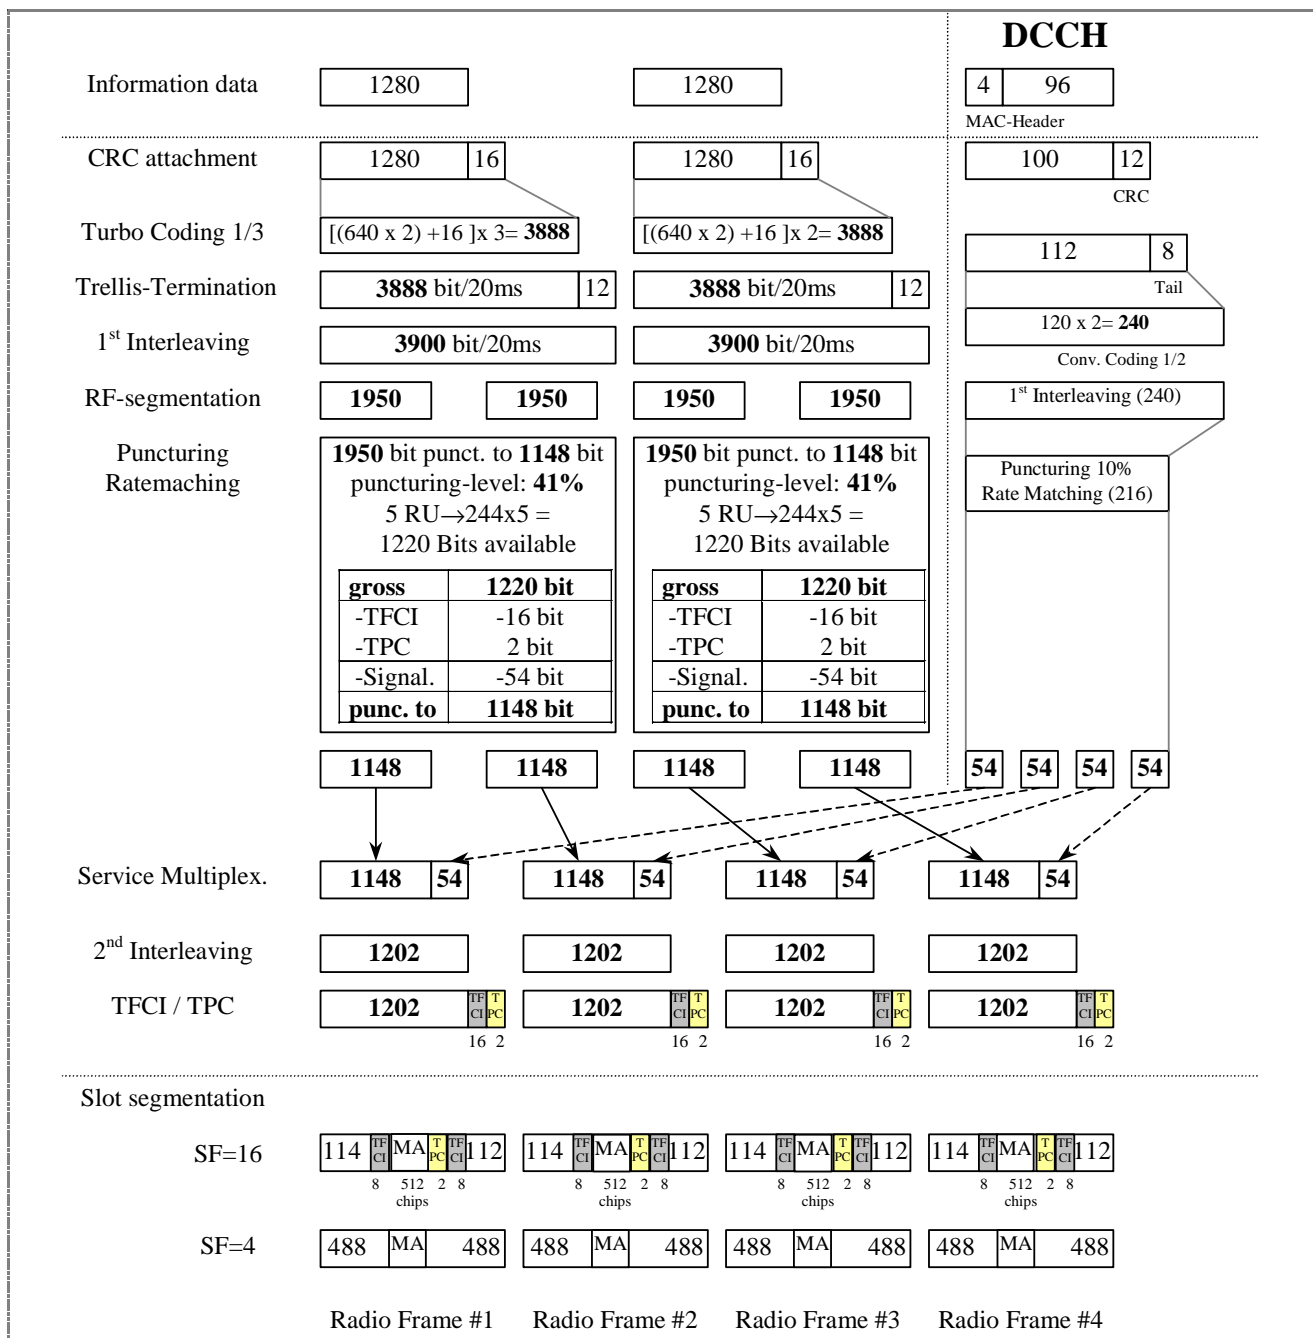 DCCH
Information data 1280 1280 4 96
MAC-Header
CRC attachment 1280 16 1280 16 100 12
CRC
Turbo Coding 1/3 [(640 x 2) +16 ]x 3= 3888 [(640 x 2) +16 ]x 2= 3888
112 8
Tail
Trellis-Termination 3888 bit/20ms 12 3888 bit/20ms 12
120 x 2= 240
Conv. Coding 1/2
1st Interleaving 3900 bit/20ms 3900 bit/20ms
RF-segmentation 1950 1950 1950 1950 1st Interleaving (240)
Puncturing
Ratemaching
1950 bit punct. to 1148 bit
puncturing-level: 41%
5 RU→244x5 =
1220 Bits available
gross 1220 bit
-TFCI -16 bit
-TPC 2 bit
-Signal. -54 bit
punc. to 1148 bit
1950 bit punct. to 1148 bit
puncturing-level: 41%
5 RU→244x5 =
1220 Bits available
gross 1220 bit
-TFCI -16 bit
-TPC 2 bit
-Signal. -54 bit
punc. to 1148 bit
Puncturing 10%
Rate Matching (216)
1148 1148 1148 1148 54 54 54 54
Service Multiplex. 1148 54 1148 54 1148 54 1148 54
2nd Interleaving 1202 1202 1202 1202
TFCI / TPC 1202 TF CI T PC 1202 TF CI T PC 1202 TF CI T PC 1202 TF CI T PC
16 2 16 2 16 2 16 2
Slot segmentation
SF=16 114 TF CI MA T PC TF CI 112 114 TF CI MA T PC TF CI 112 114 TF CI MA T PC TF CI 112 114 TF CI MA T PC TF CI 112
8 512 2 8 8 512 2 8 8 512 2 8 8 512 2 8
chips chips chips chips
SF=4 488 MA 488 488 MA 488 488 MA 488 488 MA 488
Radio Frame #1 Radio Frame #2 Radio Frame #3 Radio Frame #4